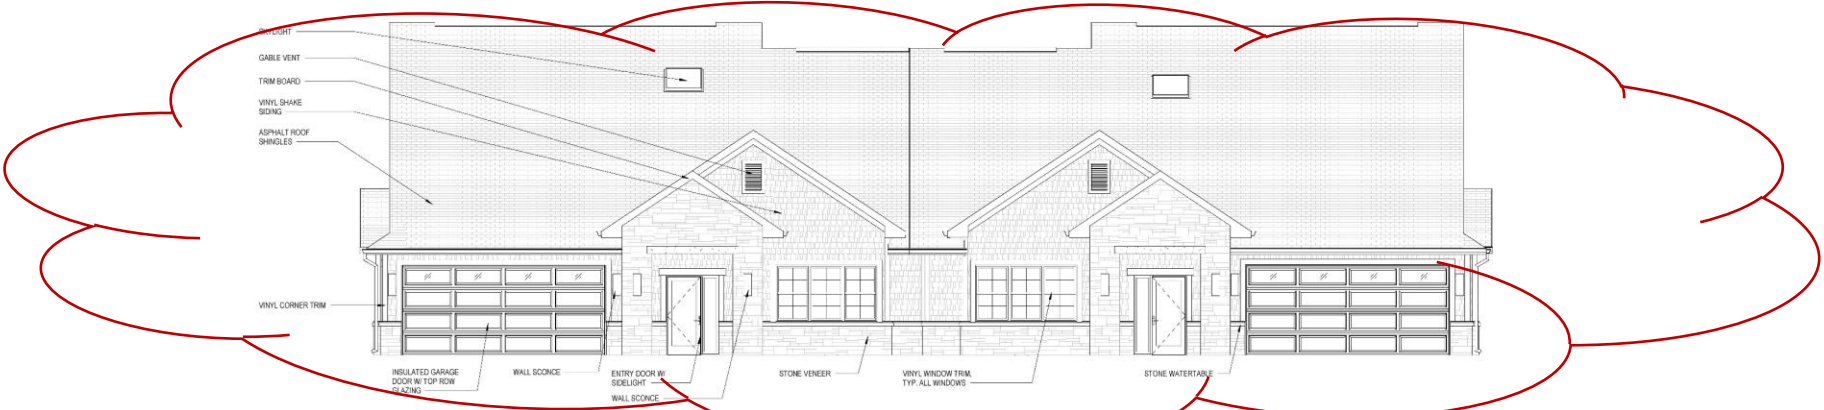 SKYLIGHT
GABLE VENT
TRIM BOARD
VINYL SHAKE
SIDING
ASPHALT ROOF
SHINGLES
VINYL CORNER TRIM
INSULATED GARAGE
DOOR W/ TOP ROW
GLAZING
WALL SCONCE
ENTRY DOOR W/
SIDELIGHT
WALL SCONCE
STONE VENEER
VINYL WINDOW TRIM,
TYP. ALL WINDOWS
STONE WATERTABLE